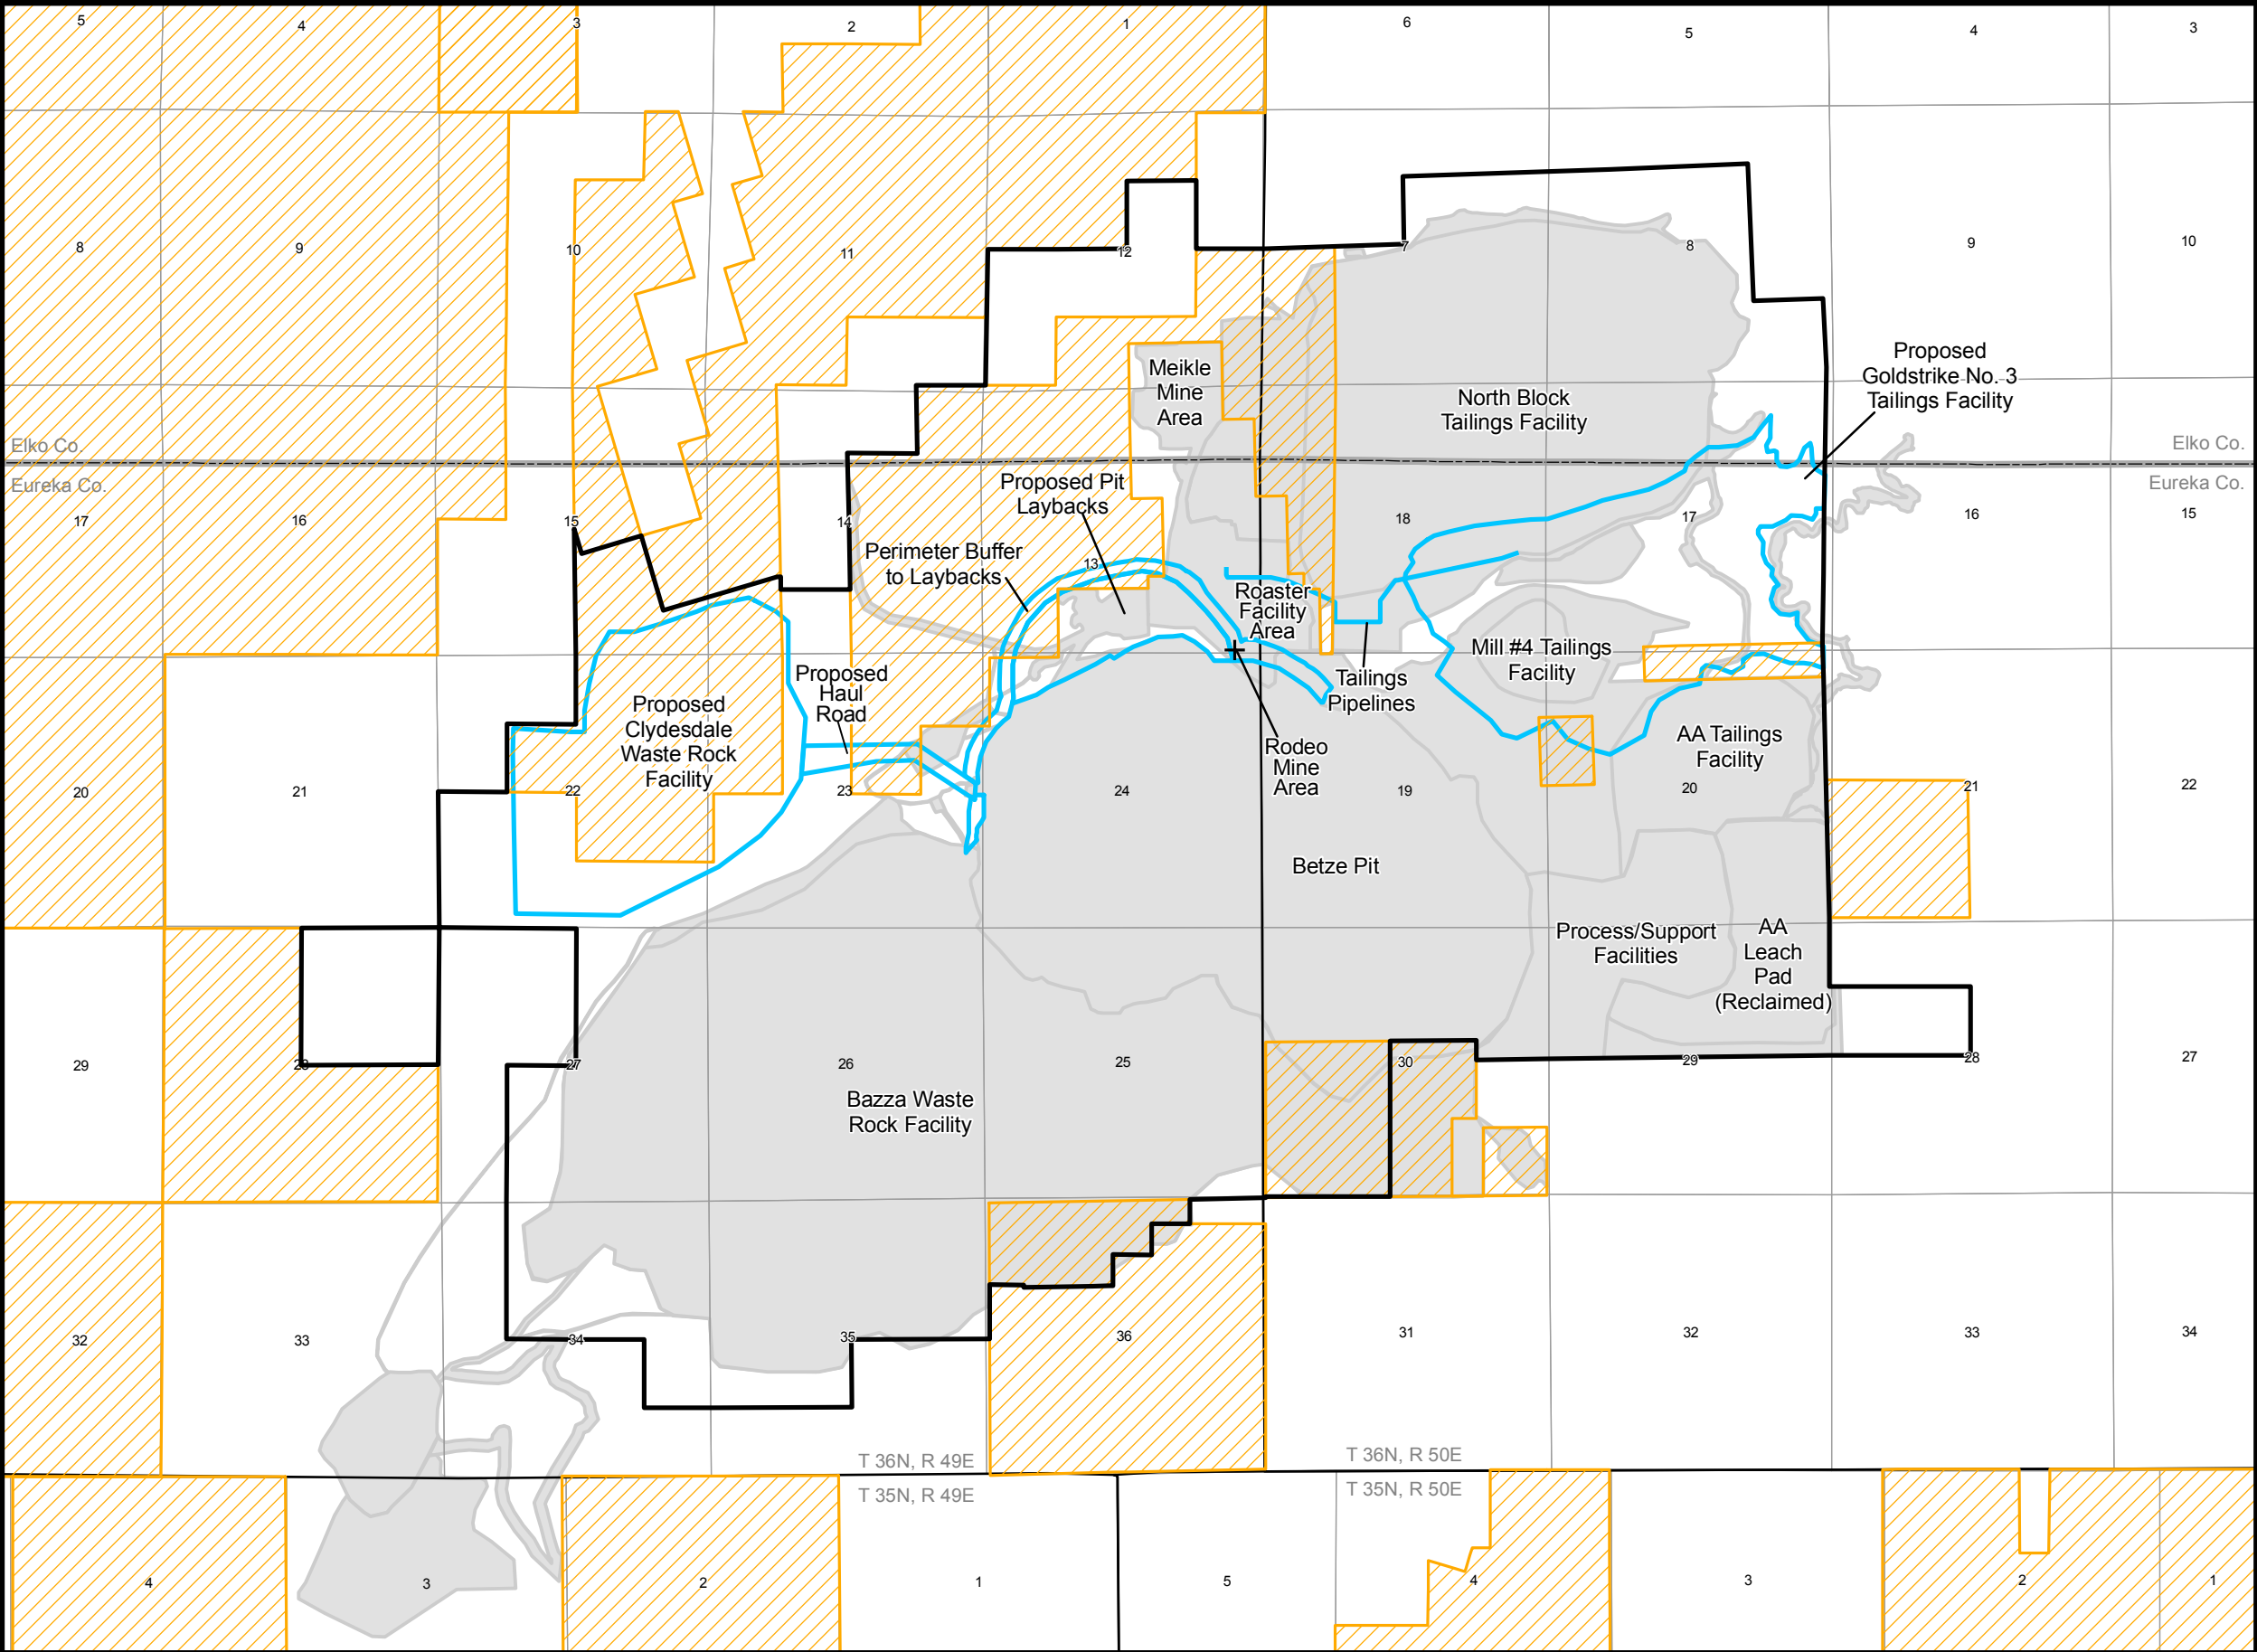 5
4
3
2
1
6
5
4
3
8
9
10
11
12
7
8
9
10
Meikle
Mine
Area
North Block
Tailings Facility
Proposed
Goldstrike No. 3
Tailings Facility
Elko Co.
Elko Co.
Eureka Co.
Eureka Co.
17
16
15
14
Proposed Pit
Laybacks
13
18
17
16
15
Perimeter Buffer
to Laybacks
Roaster
Facility
Area
Mill #4 Tailings
Facility
Tailings
Pipelines
Proposed
Haul
Road
Proposed
Clydesdale
Waste Rock
Facility
Rodeo
Mine
Area
AA Tailings
Facility
20
21
22
23
24
19
20
21
22
Betze Pit
Process/Support
Facilities
AA
Leach
Pad
(Reclaimed)
29
28
27
26
25
30
29
28
27
Bazza Waste
Rock Facility
32
33
34
35
36
31
32
33
34
T 36N, R 49E
T 36N, R 50E
T 35N, R 49E
T 35N, R 50E
4
3
2
1
5
4
3
2
1